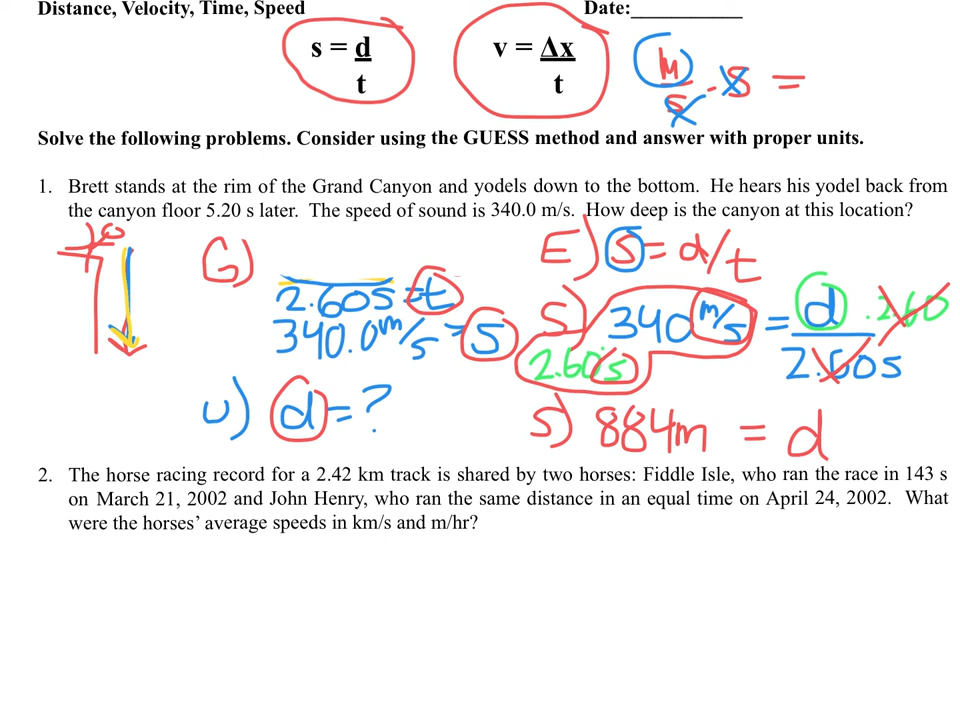 Distance, Velocity, Time, Speed Date:____________
s = d
t
v = Δx
t
m/s · s =
Solve the following problems. Consider using the GUESS method and answer with proper units.
1. Brett stands at the rim of the Grand Canyon and yodels down to the bottom. He hears his yodel back from
the canyon floor 5.20 s later. The speed of sound is 340.0 m/s. How deep is the canyon at this location?
G)
2.60s = t
340.0 m/s = s
U) d = ?
E) s = d/t
S) 340 m/s = d · 2.60
2.60s
2.60(s)
S) 884m = d
2. The horse racing record for a 2.42 km track is shared by two horses: Fiddle Isle, who ran the race in 143 s
on March 21, 2002 and John Henry, who ran the same distance in an equal time on April 24, 2002. What
were the horses’ average speeds in km/s and m/hr?